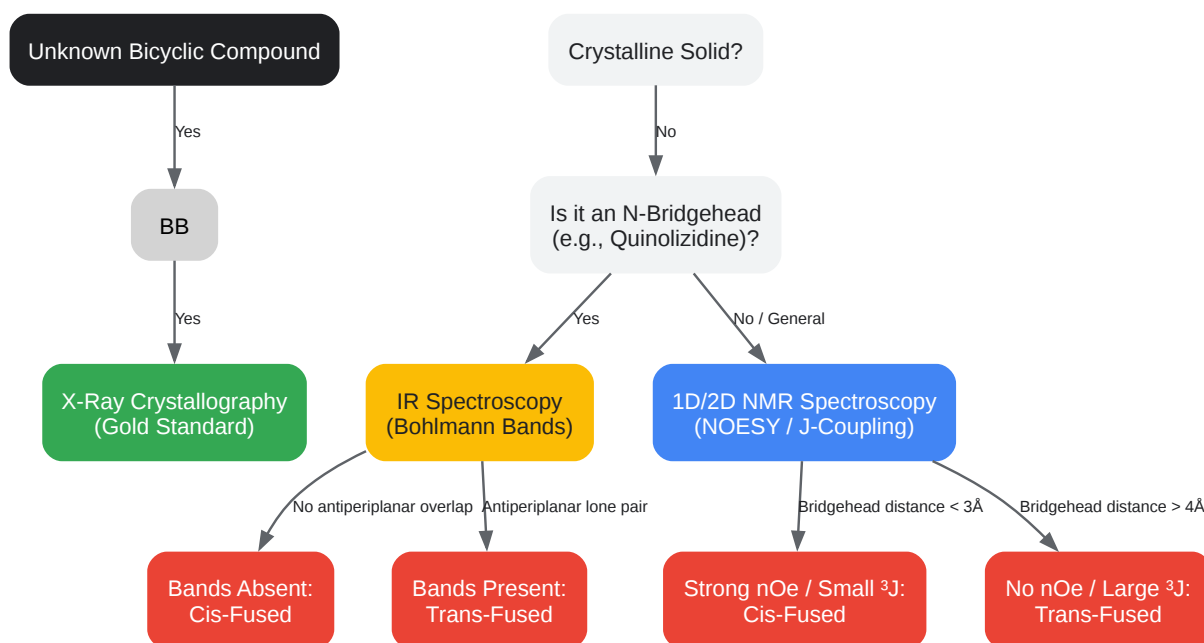 Unknown Bicyclic Compound
Crystalline Solid?
Yes
No
BB
Is it an N-Bridgehead
(e.g., Quinolizidine)?
Yes
Yes
No / General
X-Ray Crystallography
(Gold Standard)
IR Spectroscopy
(Bohlmann Bands)
1D/2D NMR Spectroscopy
(NOESY / J-Coupling)
No antiperiplanar overlap
Antiperiplanar lone pair
Bridgehead distance < 3Å
Bridgehead distance > 4Å
Bands Absent:
Cis-Fused
Bands Present:
Trans-Fused
Strong nOe / Small ³J:
Cis-Fused
No nOe / Large ³J:
Trans-Fused